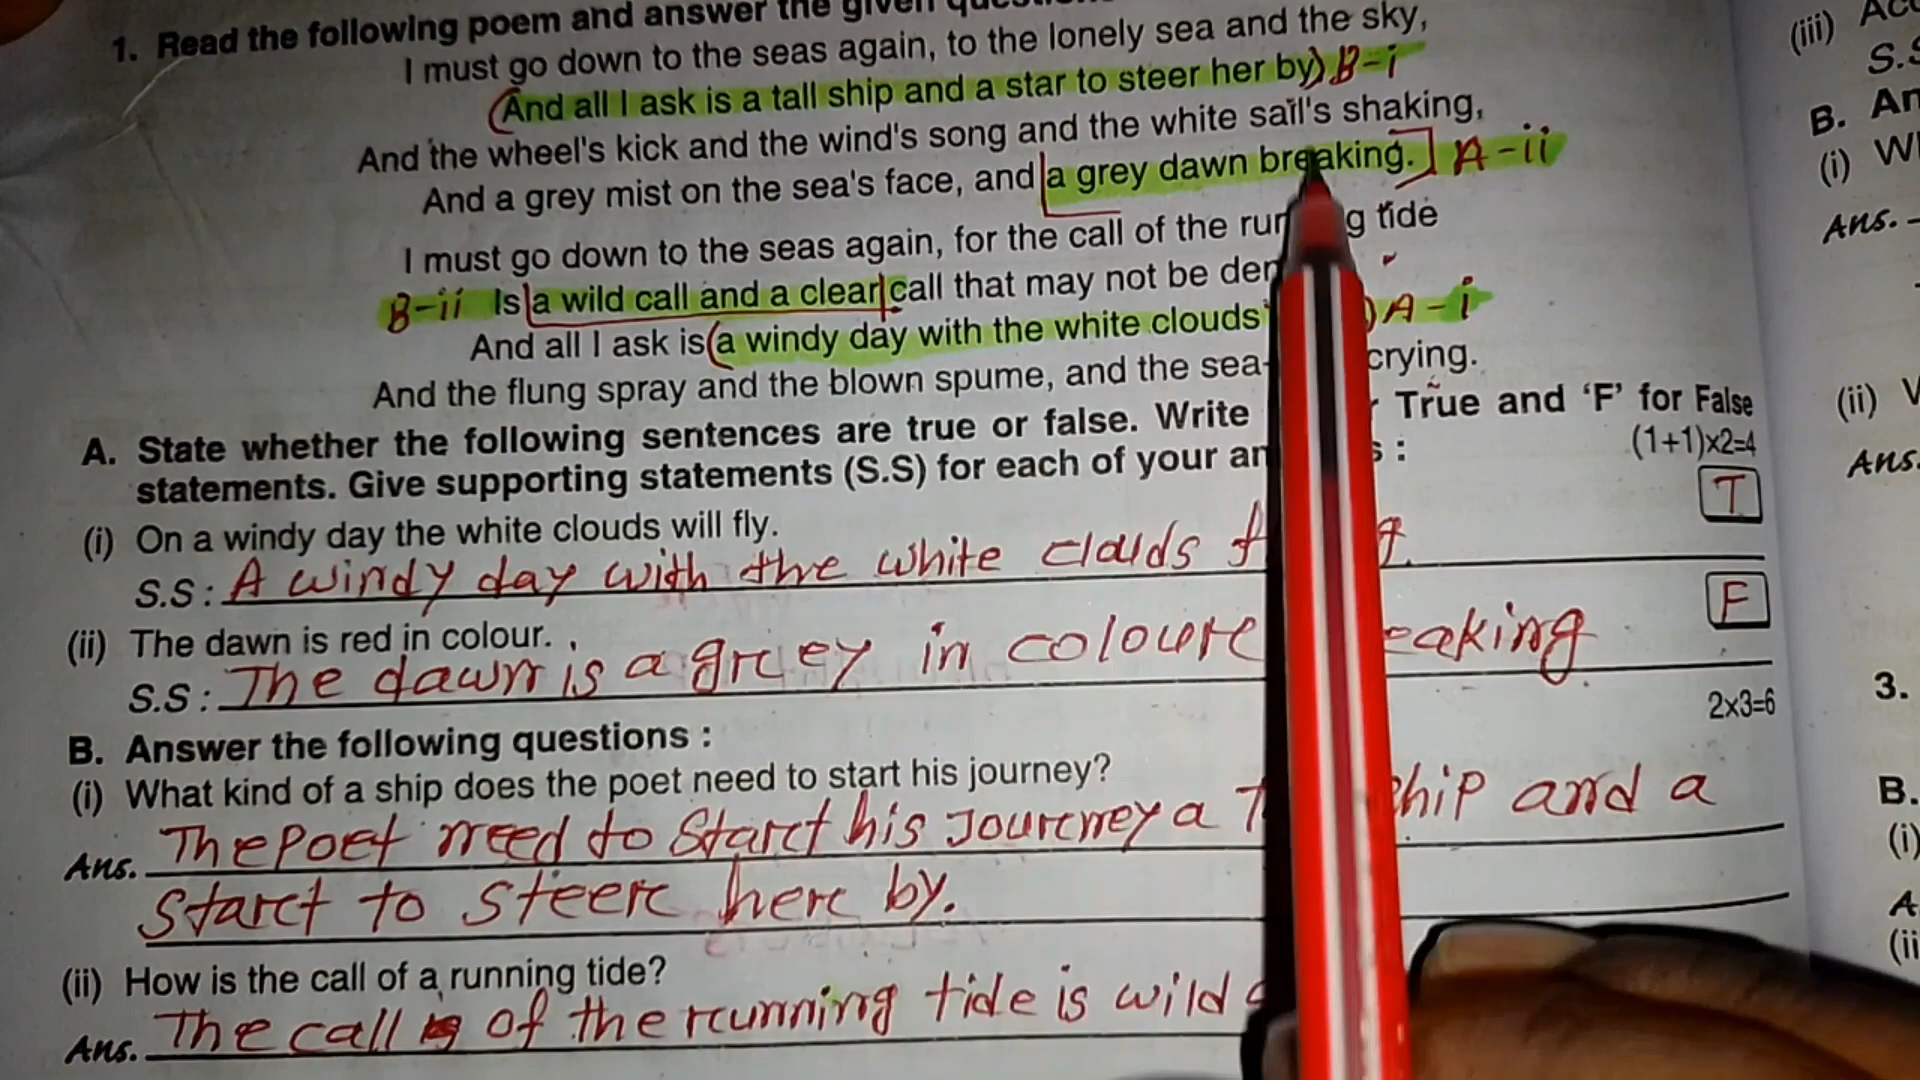 1. Read the following poem and answer the given
I must go down to the seas again, to the lonely sea and the sky,
(And all I ask is a tall ship and a star to steer her by) B-i
And the wheel's kick and the wind's song and the white sail's shaking,
And a grey mist on the sea's face, and a grey dawn breaking. A-ii
I must go down to the seas again, for the call of the tide
B-ii Is a wild call and a clear call that may not be
And all I ask is (a windy day with the white clouds ) A-i
And the flung spray and the blown spume, and the sea- crying.
A. State whether the following sentences are true or false. Write True and 'F' for False
statements. Give supporting statements (S.S) for each of your :
(1+1)x2=4
(i) On a windy day the white clouds will fly. T
S.S : A windy day with the white clouds
(ii) The dawn is red in colour. F
S.S : The dawn is a grey in coloure
2x3=6
B. Answer the following questions :
(i) What kind of a ship does the poet need to start his journey?
Ans. The poet need to start his journey a ship and a
start to steer here by.
(ii) How is the call of a running tide?
Ans. The call of the running tide is wild
(iii)
S.S
B.
(i)
Ans.
(ii)
Ans.
3.
B.
(i)
A
(ii